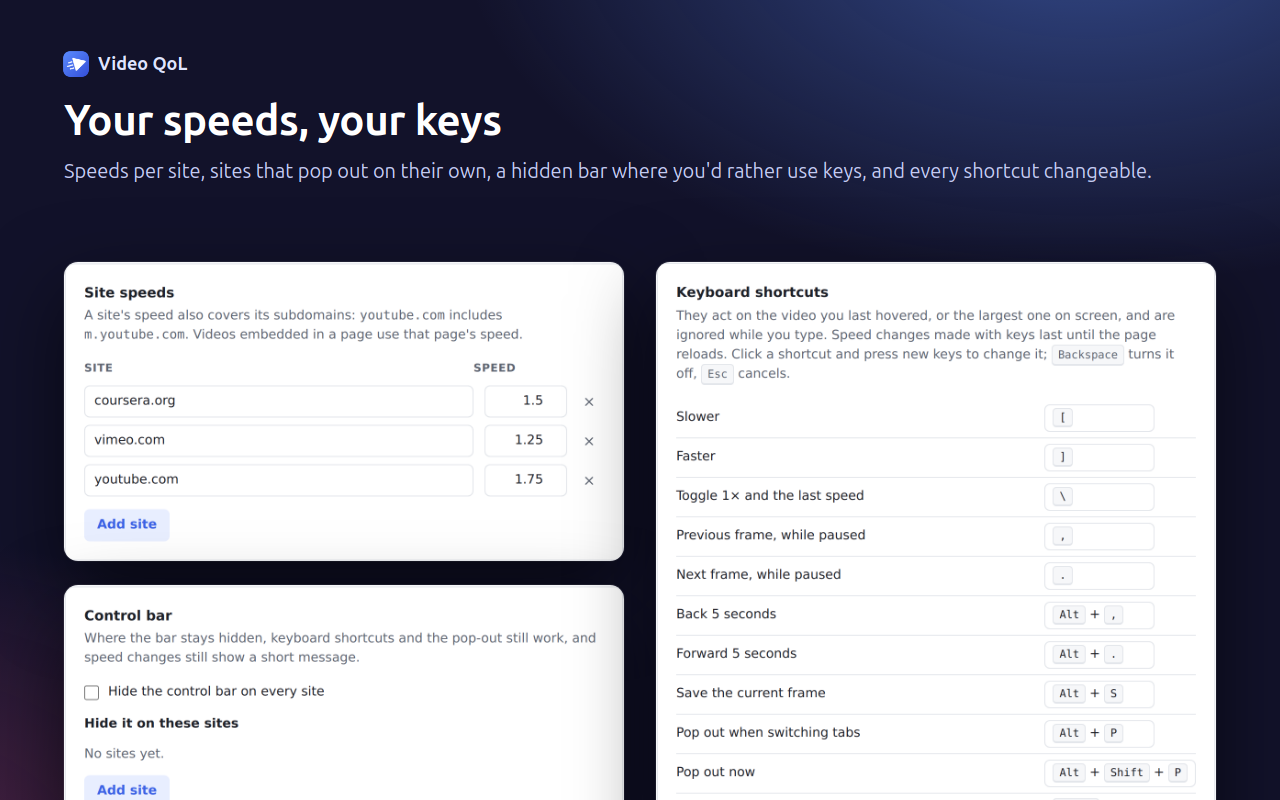 Video QoL
Your speeds, your keys
Speeds per site, sites that pop out on their own, a hidden bar where you'd rather use keys, and every shortcut changeable.
Site speeds
A site's speed also covers its subdomains: youtube.com includes
m.youtube.com. Videos embedded in a page use that page's speed.
SITE SPEED
coursera.org 1.5 ×
vimeo.com 1.25 ×
youtube.com 1.75 ×
Add site
Control bar
Where the bar stays hidden, keyboard shortcuts and the pop-out still work, and
speed changes still show a short message.
Hide the control bar on every site
Hide it on these sites
No sites yet.
Add site
Keyboard shortcuts
They act on the video you last hovered, or the largest one on screen, and are
ignored while you type. Speed changes made with keys last until the page
reloads. Click a shortcut and press new keys to change it; Backspace turns it
off, Esc cancels.
Slower [
Faster ]
Toggle 1× and the last speed \
Previous frame, while paused ,
Next frame, while paused .
Back 5 seconds Alt + ,
Forward 5 seconds Alt + .
Save the current frame Alt + S
Pop out when switching tabs Alt + P
Pop out now Alt + Shift + P